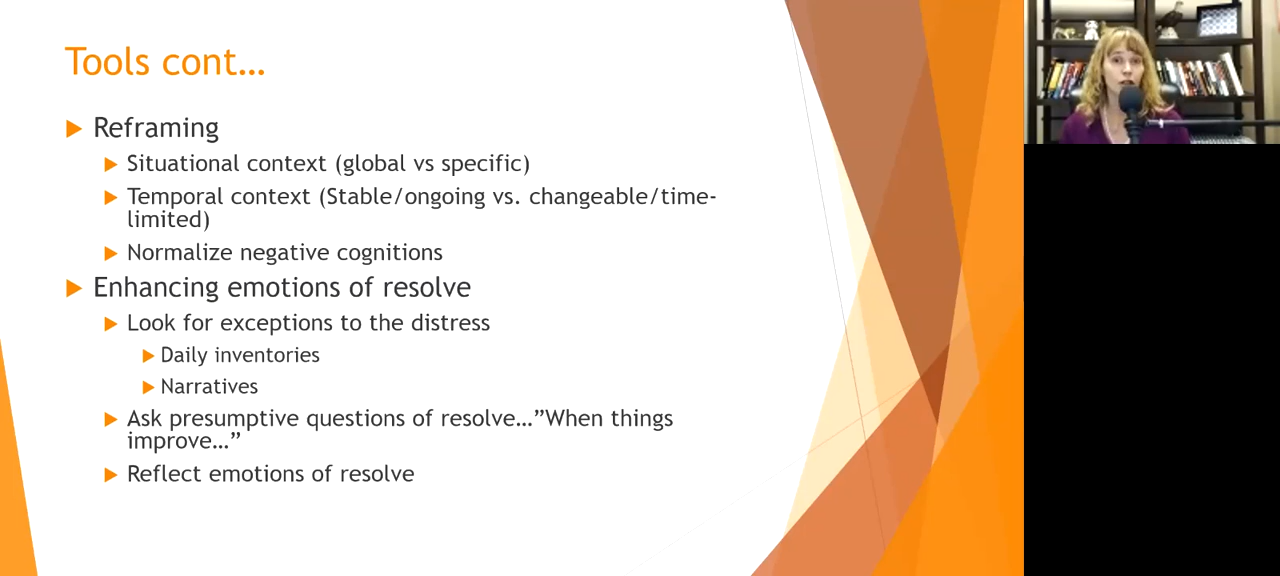 Tools cont…
Reframing
Situational context (global vs specific)
Temporal context (Stable/ongoing vs. changeable/time-
limited)
Normalize negative cognitions
Enhancing emotions of resolve
Look for exceptions to the distress
Daily inventories
Narratives
Ask presumptive questions of resolve…”When things
improve…”
Reflect emotions of resolve